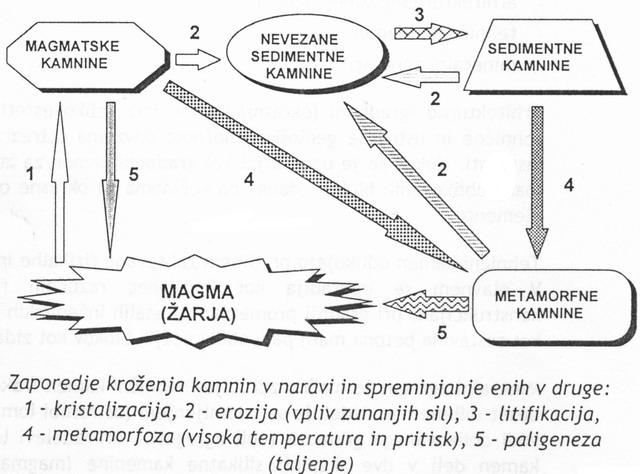 MAGMATSKE
KAMNINE
2
NEVEZANE
SEDIMENTNE
KAMNINE
3
2
SEDIMENTNE
KAMNINE
1
5
4
2
4
MAGMA
(ŽARJA)
5
METAMORFNE
KAMNINE
Zaporedje kroženja kamnin v naravi in spreminjanje enih v druge:
1 - kristalizacija, 2 - erozija (vpliv zunanjih sil), 3 - litifikacija,
4 - metamorfoza (visoka temperatura in pritisk), 5 - paligeneza
(taljenje)